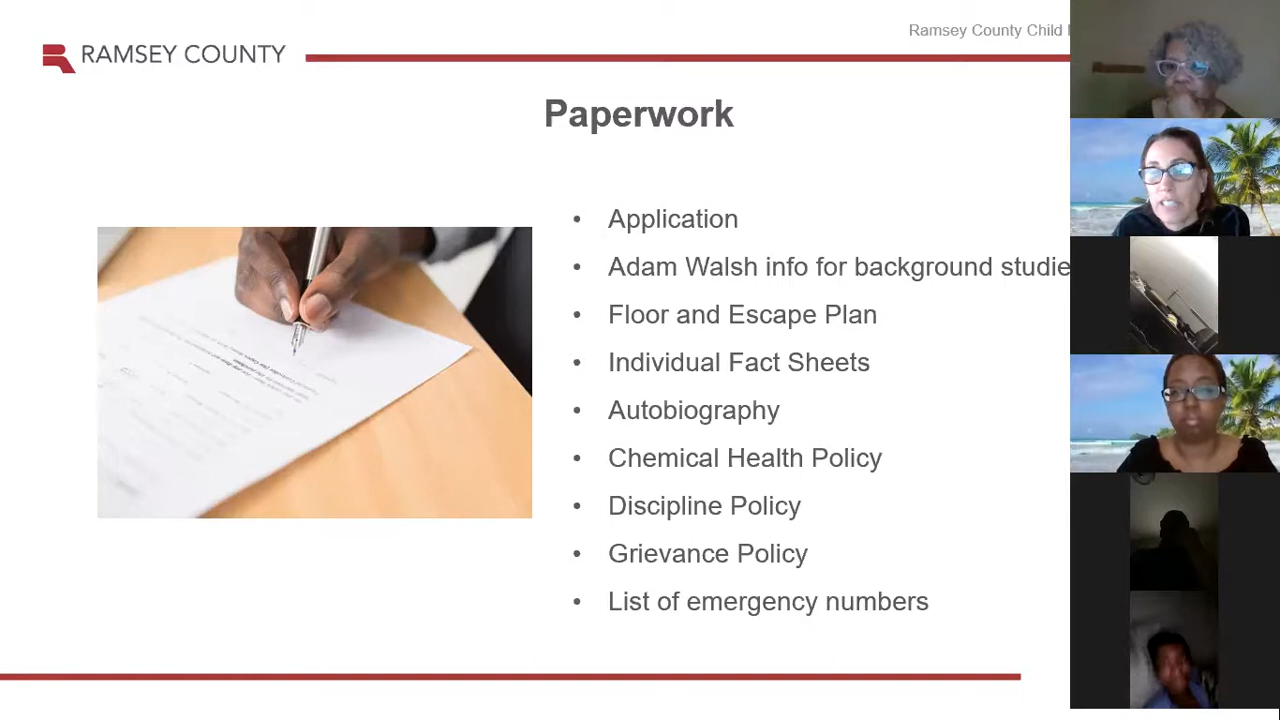 Ramsey County Child
RAMSEY COUNTY
Paperwork
• Application
• Adam Walsh info for background studie
• Floor and Escape Plan
• Individual Fact Sheets
• Autobiography
• Chemical Health Policy
• Discipline Policy
• Grievance Policy
• List of emergency numbers